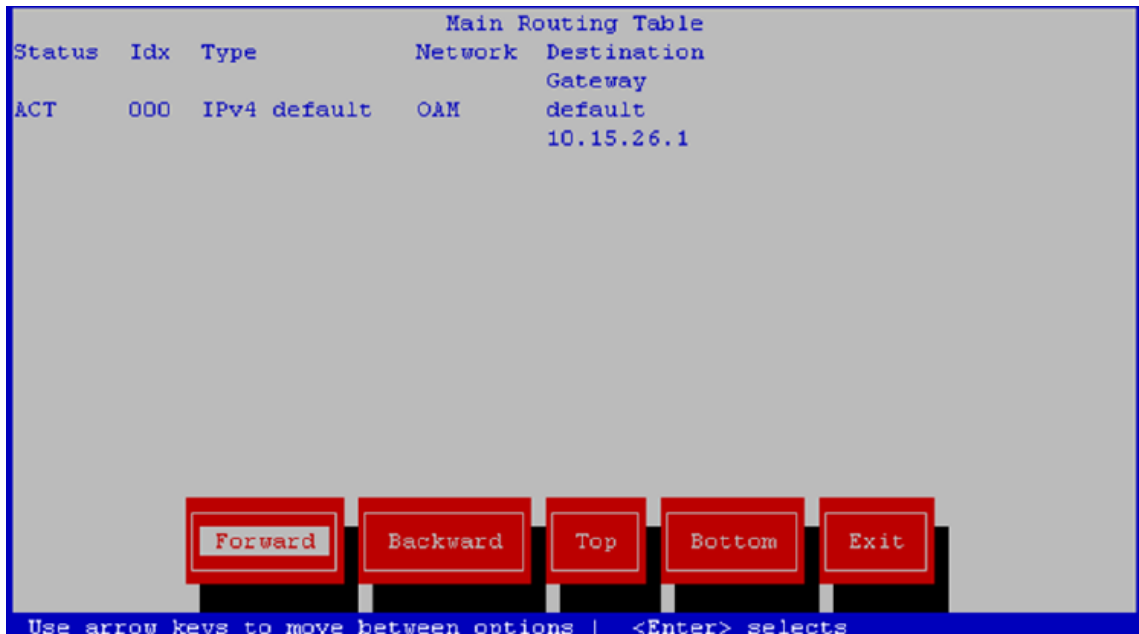 Main Routing Table
Status Idx Type Network Destination
Gateway
ACT 000 IPv4 default OAM default
10.15.26.1
Forward Backward Top Bottom Exit
Use arrow keys to move between options | <Enter> selects